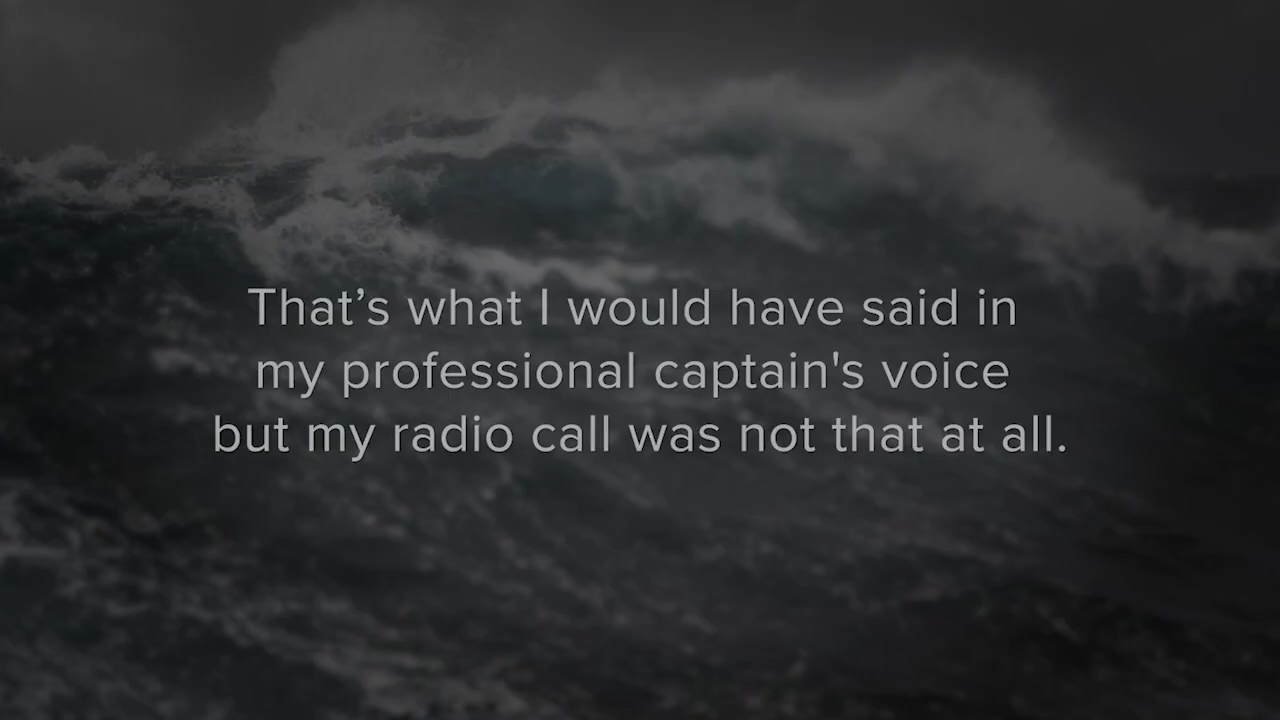 That’s what I would have said in
my professional captain's voice
but my radio call was not that at all.